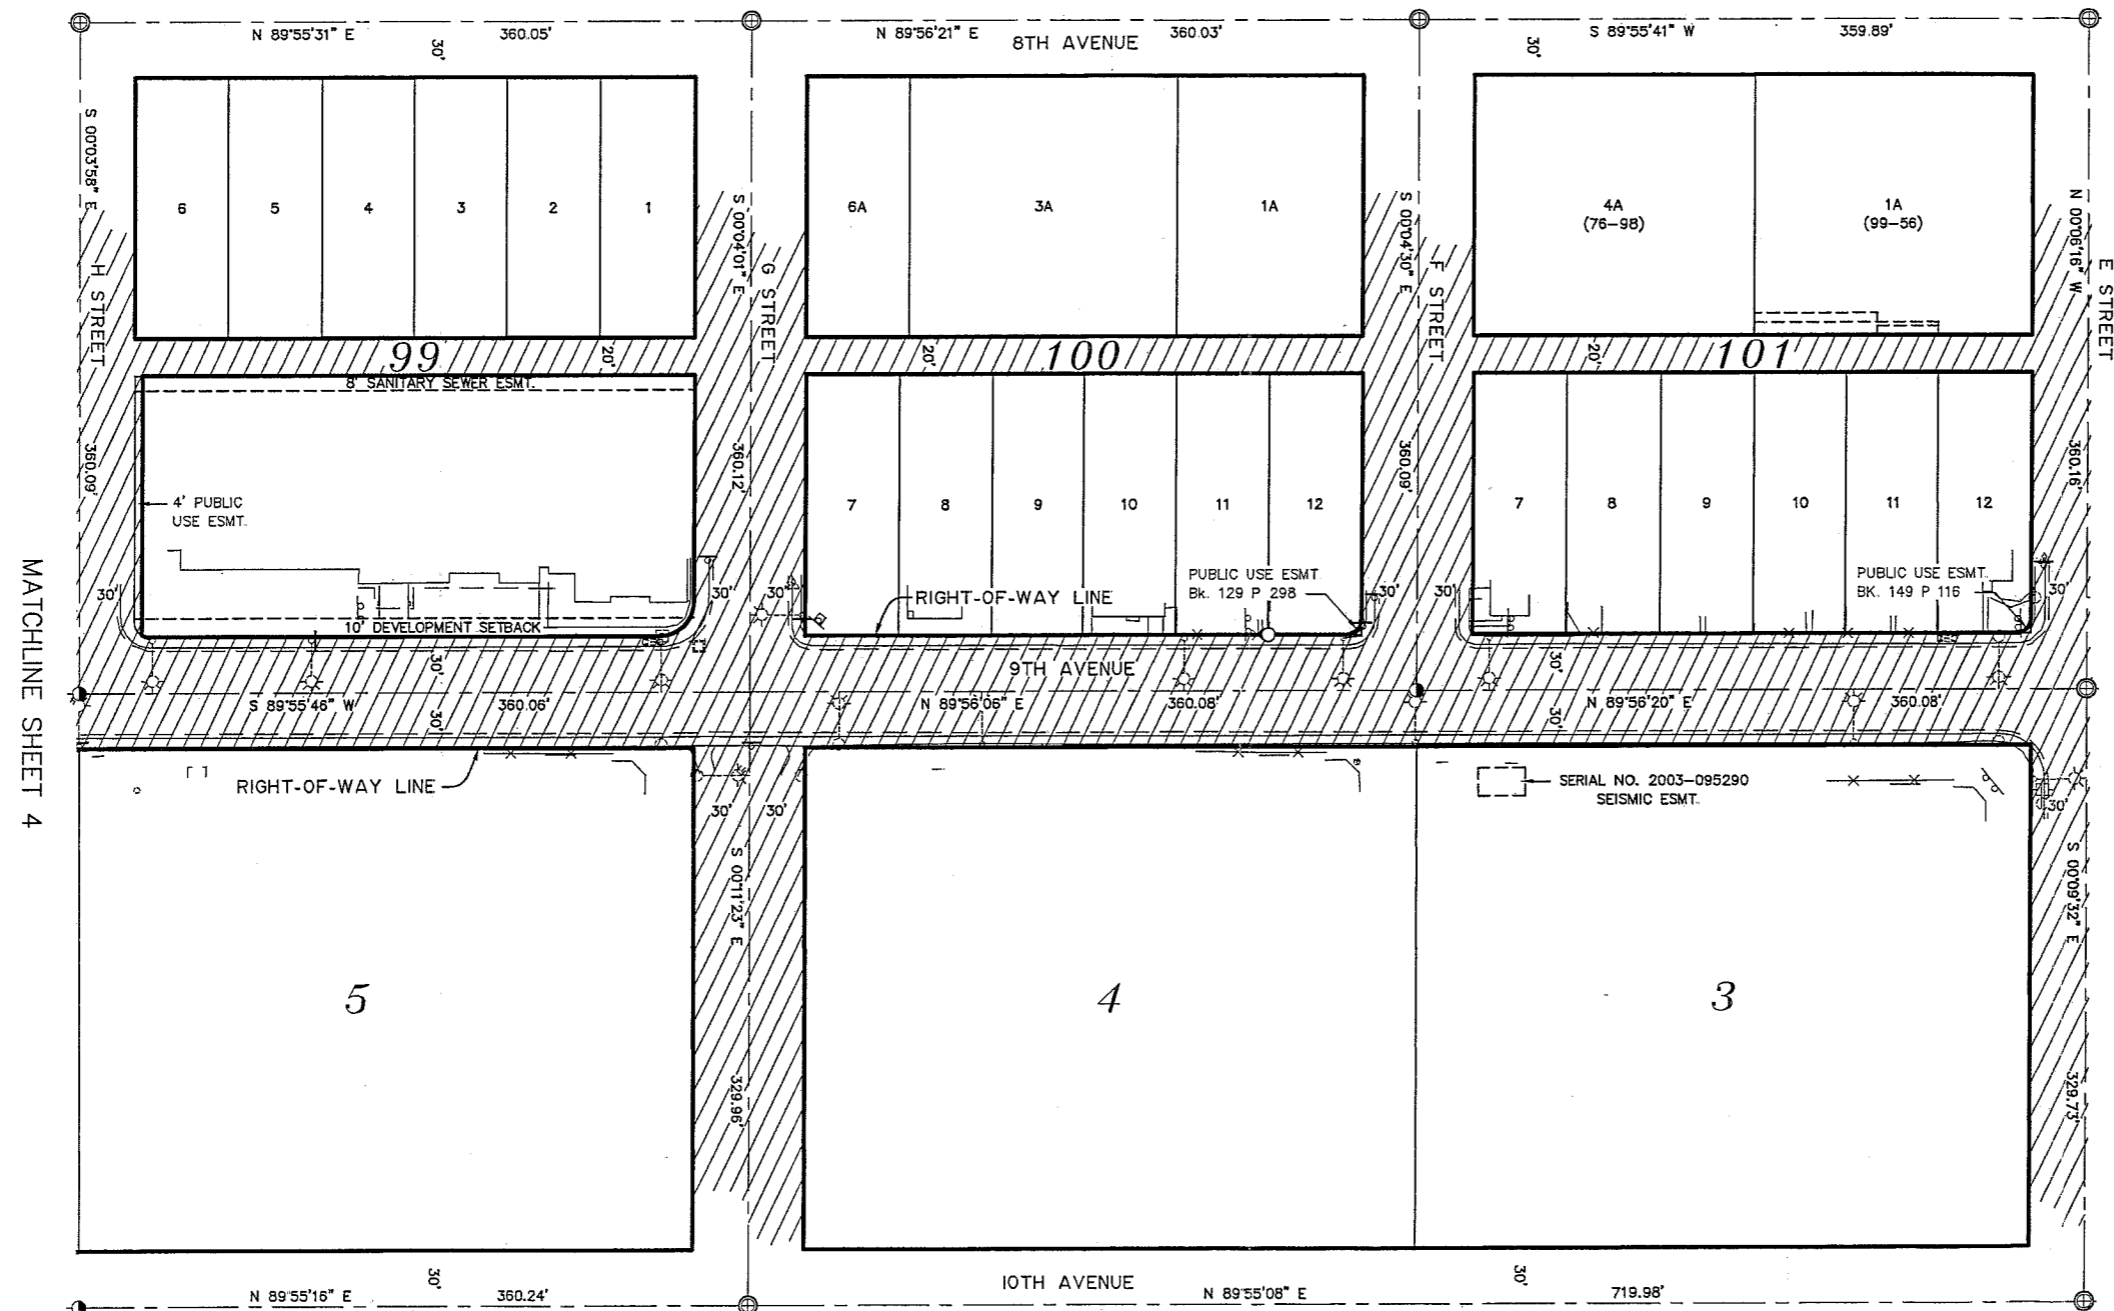 N 89°55'31" E 360.05'
30'
N 89°56'21" E 8TH AVENUE 360.03'
30'
S 89°55'41" W 359.89'
S 00°03'58" E
H STREET
360.09'
6 5 4 3 2 1
S 00°04'01" E
G STREET
360.12'
6A 3A 1A
S 00°04'30" E
F STREET
360.09'
4A
(76-98)
1A
(99-56)
N 00°06'16" W
E STREET
360.16'
99 20'
20' 100
20' 101
8' SANITARY SEWER ESMT.
4' PUBLIC
USE ESMT.
10' DEVELOPMENT SETBACK
30' 30'
7 8 9 10 11 12
PUBLIC USE ESMT.
Bk. 129 P 298
RIGHT-OF-WAY LINE
30' 30'
7 8 9 10 11 12
PUBLIC USE ESMT.
BK. 149 P 116
30' 30'
9TH AVENUE
30'
30'
S 89°55'46" W 360.06'
30'
N 89°56'06" E 360.08'
N 89°56'20" E 360.08'
30'
MATCHLINE SHEET 4
RIGHT-OF-WAY LINE
30' 30'
SERIAL NO. 2003-095290
SEISMIC ESMT.
30'
S 00°11'23" E
329.96'
S 00°09'32" E
329.73'
5 4 3
30'
N 89°55'16" E 360.24'
10TH AVENUE
30'
N 89°55'08" E 719.98'